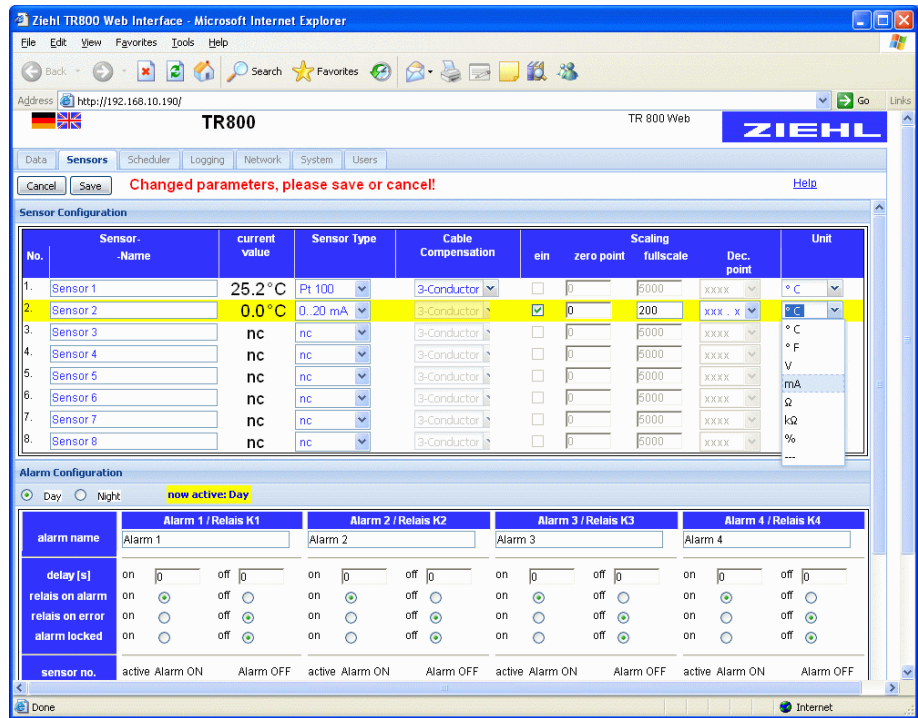 Ziehl TR800 Web Interface - Microsoft Internet Explorer
File Edit View Favorites Tools Help
Back Search Favorites
Address http://192.168.10.190/ Go Links
TR800 TR 800 Web ZIEHL
Data Sensors Scheduler Logging Network System Users
Cancel Save Changed parameters, please save or cancel! Help
Sensor Configuration
No. Sensor- -Name current value Sensor Type Cable Compensation Scaling ein zero point fullscale Dec. point Unit
1. Sensor 1 25.2°C Pt 100 3-Conductor 0 5000 xxxx °C
2. Sensor 2 0.0°C 0..20 mA 3-Conductor 0 200 xxx . x °C
3. Sensor 3 nc nc 3-Conductor 0 5000 xxxx
4. Sensor 4 nc nc 3-Conductor 0 5000 xxxx
5. Sensor 5 nc nc 3-Conductor 0 5000 xxxx
6. Sensor 6 nc nc 3-Conductor 0 5000 xxxx
7. Sensor 7 nc nc 3-Conductor 0 5000 xxxx
8. Sensor 8 nc nc 3-Conductor 0 5000 xxxx
°C
°F
V
mA
Ω
kΩ
%
---
Alarm Configuration
Day Night now active: Day
Alarm 1 / Relais K1 Alarm 2 / Relais K2 Alarm 3 / Relais K3 Alarm 4 / Relais K4
alarm name Alarm 1 Alarm 2 Alarm 3 Alarm 4
delay [s] on 0 off 0 on 0 off 0 on 0 off 0 on 0 off 0
relais on alarm on off on off on off on off
relais on error on off on off on off on off
alarm locked on off on off on off on off
sensor no. active Alarm ON Alarm OFF active Alarm ON Alarm OFF active Alarm ON Alarm OFF active Alarm ON Alarm OFF
Done Internet